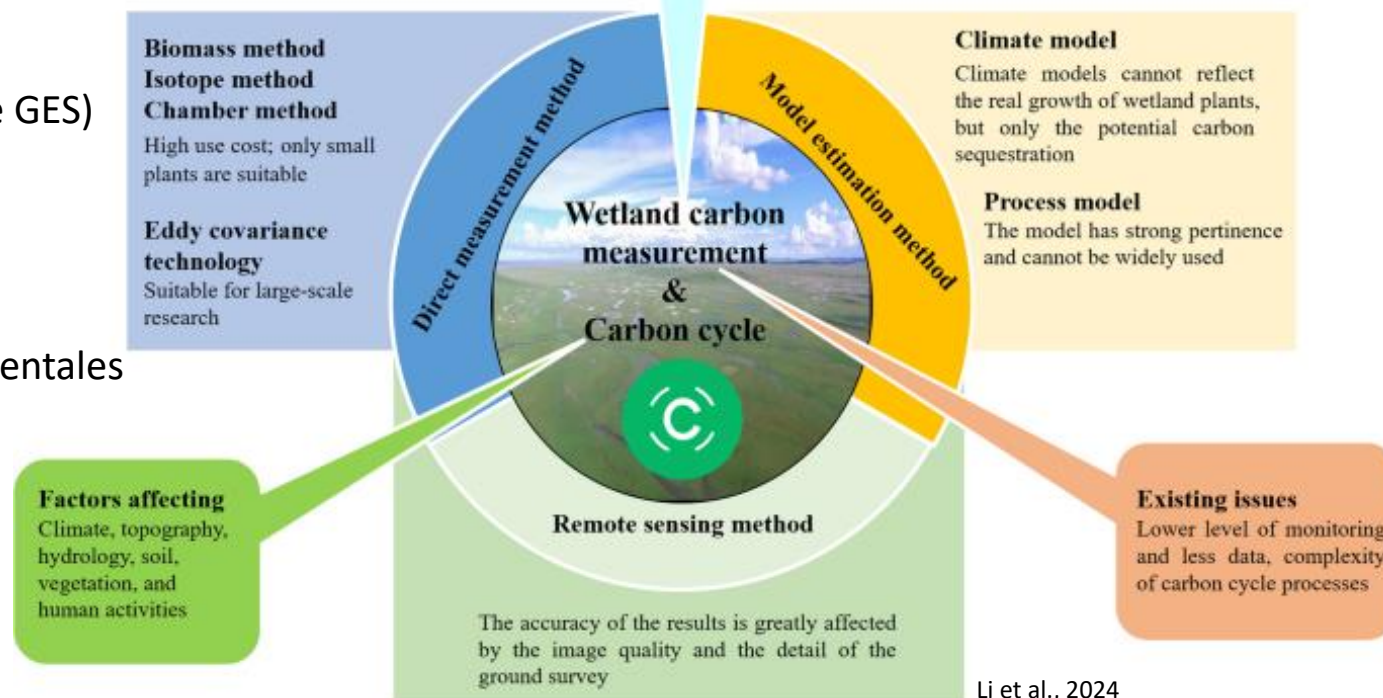 e GES)
entales
Biomass method
Isotope method
Chamber method
High use cost; only small
plants are suitable
Eddy covariance
technology
Suitable for large-scale
research
Direct measurement method
Model estimation method
Climate model
Climate models cannot reflect
the real growth of wetland plants,
but only the potential carbon
sequestration
Process model
The model has strong pertinence
and cannot be widely used
Wetland carbon
measurement
&
Carbon cycle
C
Factors affecting
Climate, topography,
hydrology, soil,
vegetation, and
human activities
Remote sensing method
The accuracy of the results is greatly affected
by the image quality and the detail of the
ground survey
Existing issues
Lower level of monitoring
and less data, complexity
of carbon cycle processes
Li et al., 2024